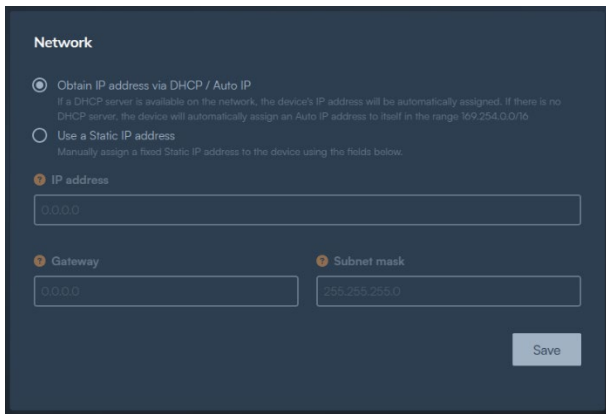 Network
Obtain IP address via DHCP / Auto IP
If a DHCP server is available on the network, the device's IP address will be automatically assigned. If there is no
DHCP server, the device will automatically assign an Auto IP address to itself in the range 169.254.0.0/16
Use a Static IP address
Manually assign a fixed Static IP address to the device using the fields below.
? IP address
0.0.0.0
? Gateway
? Subnet mask
0.0.0.0
255.255.255.0
Save